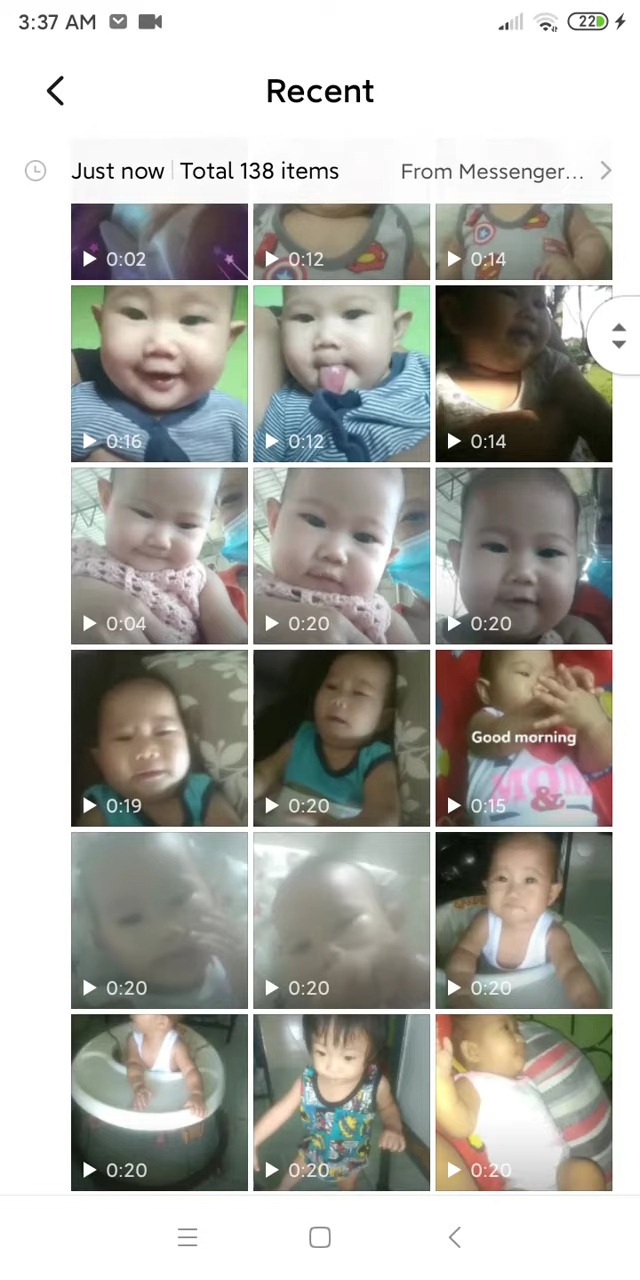 3:37 AM 22
Recent
Just now Total 138 items From Messenger...
0:02 0:12 0:14
0:16 0:12 0:14
0:04 0:20 0:20
Good morning
0:19 0:20 0:15
MOM
&
0:20 0:20 0:20
0:20 0:20 0:20